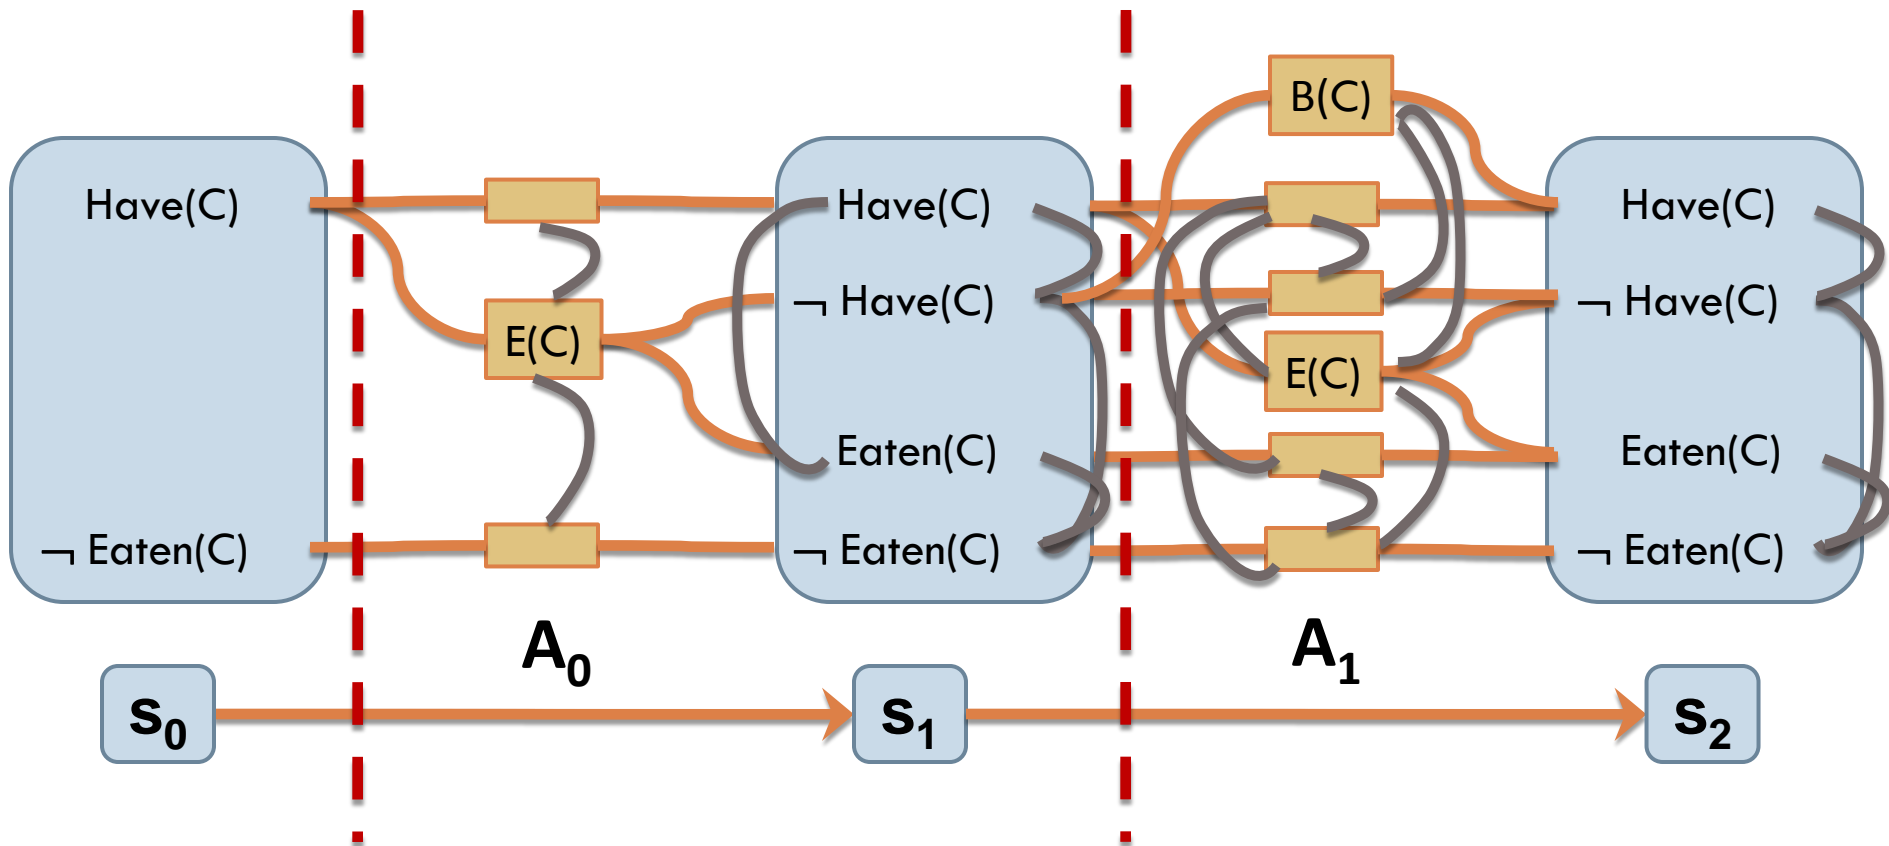 B(C)
Have(C)
Have(C)
Have(C)
¬ Have(C)
¬ Have(C)
E(C)
E(C)
Eaten(C)
Eaten(C)
¬ Eaten(C)
¬ Eaten(C)
¬ Eaten(C)
A0
A1
s0
s1
s2